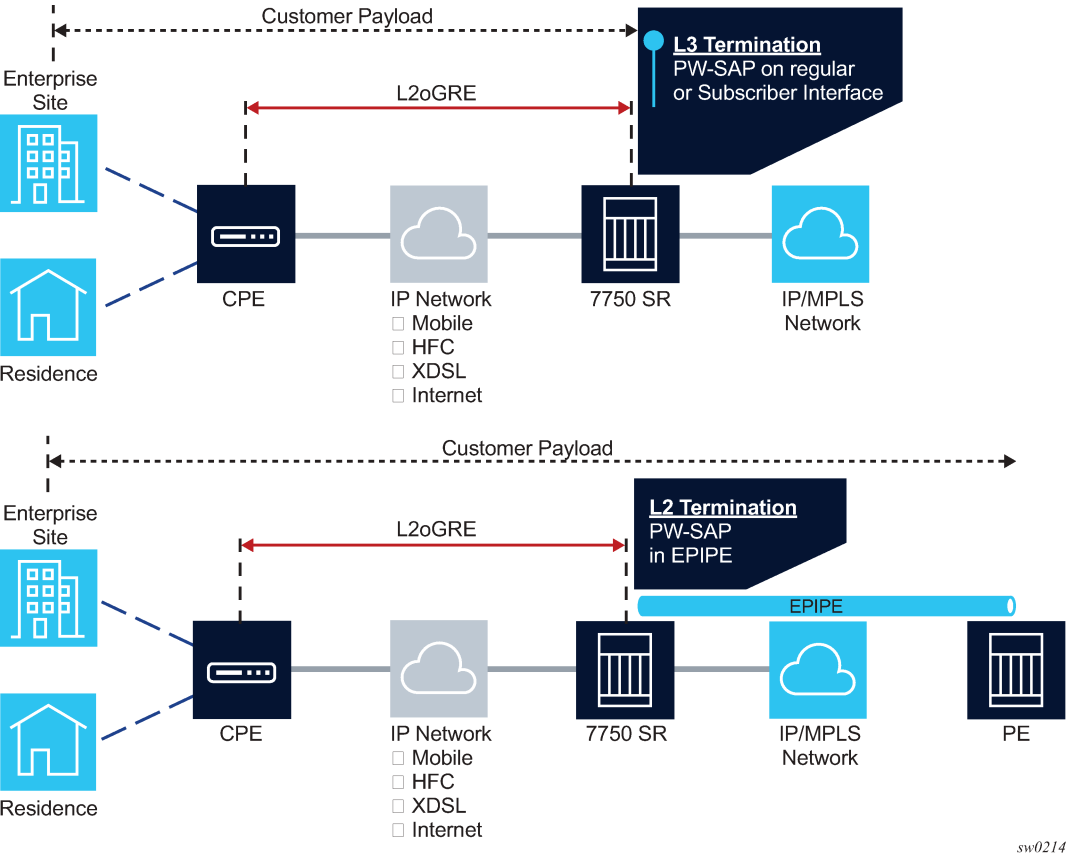 Customer Payload
L3 Termination
PW-SAP on regular
or Subscriber Interface
Enterprise
Site
L2oGRE
CPE
IP Network
Mobile
HFC
XDSL
Internet
7750 SR
IP/MPLS
Network
Residence
Customer Payload
L2 Termination
PW-SAP
in EPIPE
Enterprise
Site
L2oGRE
EPIPE
CPE
IP Network
Mobile
HFC
XDSL
Internet
7750 SR
IP/MPLS
Network
PE
Residence
sw0214